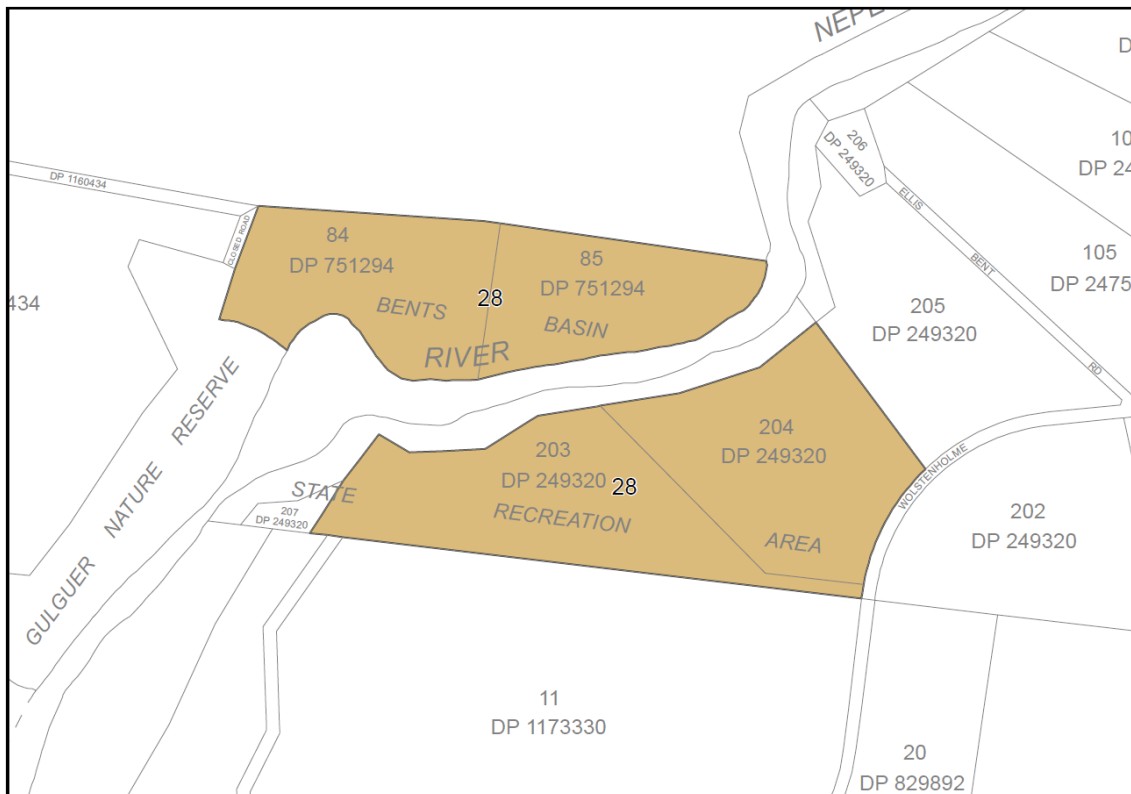 NEPE
D
206
DP 249320
10
DP 24
DP 1160434
ELLIS
CLOSED ROAD
84
DP 751294
85
DP 751294
BENT
105
DP 2475
434
28
BENTS
BASIN
205
DP 249320
RIVER
RD
GULGUER NATURE RESERVE
203
DP 249320
28
204
DP 249320
WOLSTENHOLME
STATE
RECREATION
AREA
207
DP 249320
202
DP 249320
11
DP 1173330
20
DP 829892